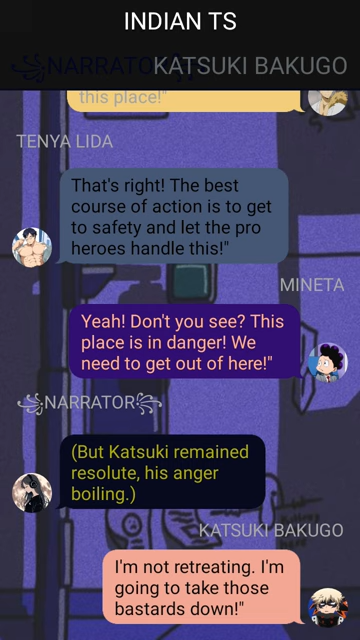 INDIAN TS
꧁NARRATOR꧂
KATSUKI BAKUGO
this place!"
TENYA LIDA
That's right! The best
course of action is to get
to safety and let the pro
heroes handle this!"
MINETA
Yeah! Don't you see? This
place is in danger! We
need to get out of here!"
꧁NARRATOR꧂
(But Katsuki remained
resolute, his anger
boiling.)
KATSUKI BAKUGO
I'm not retreating. I'm
going to take those
bastards down!"